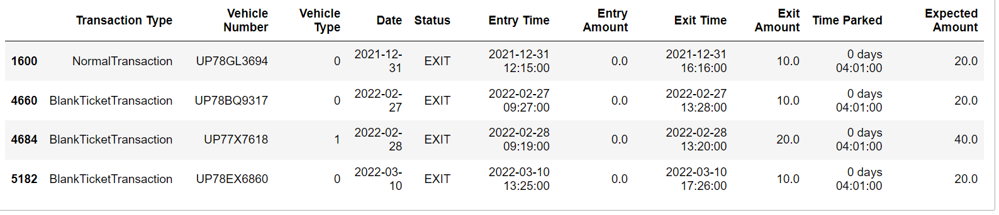 Transaction Type Vehicle Number Vehicle Type Date Status Entry Time Entry Amount Exit Time Exit Amount Time Parked Expected Amount
1600 NormalTransaction UP78GL3694 0 2021-12-31 EXIT 2021-12-31 12:15:00 0.0 2021-12-31 16:16:00 10.0 0 days 04:01:00 20.0
4660 BlankTicketTransaction UP78BQ9317 0 2022-02-27 EXIT 2022-02-27 09:27:00 0.0 2022-02-27 13:28:00 10.0 0 days 04:01:00 20.0
4684 BlankTicketTransaction UP77X7618 1 2022-02-28 EXIT 2022-02-28 09:19:00 0.0 2022-02-28 13:20:00 20.0 0 days 04:01:00 40.0
5182 BlankTicketTransaction UP78EX6860 0 2022-03-10 EXIT 2022-03-10 13:25:00 0.0 2022-03-10 17:26:00 10.0 0 days 04:01:00 20.0